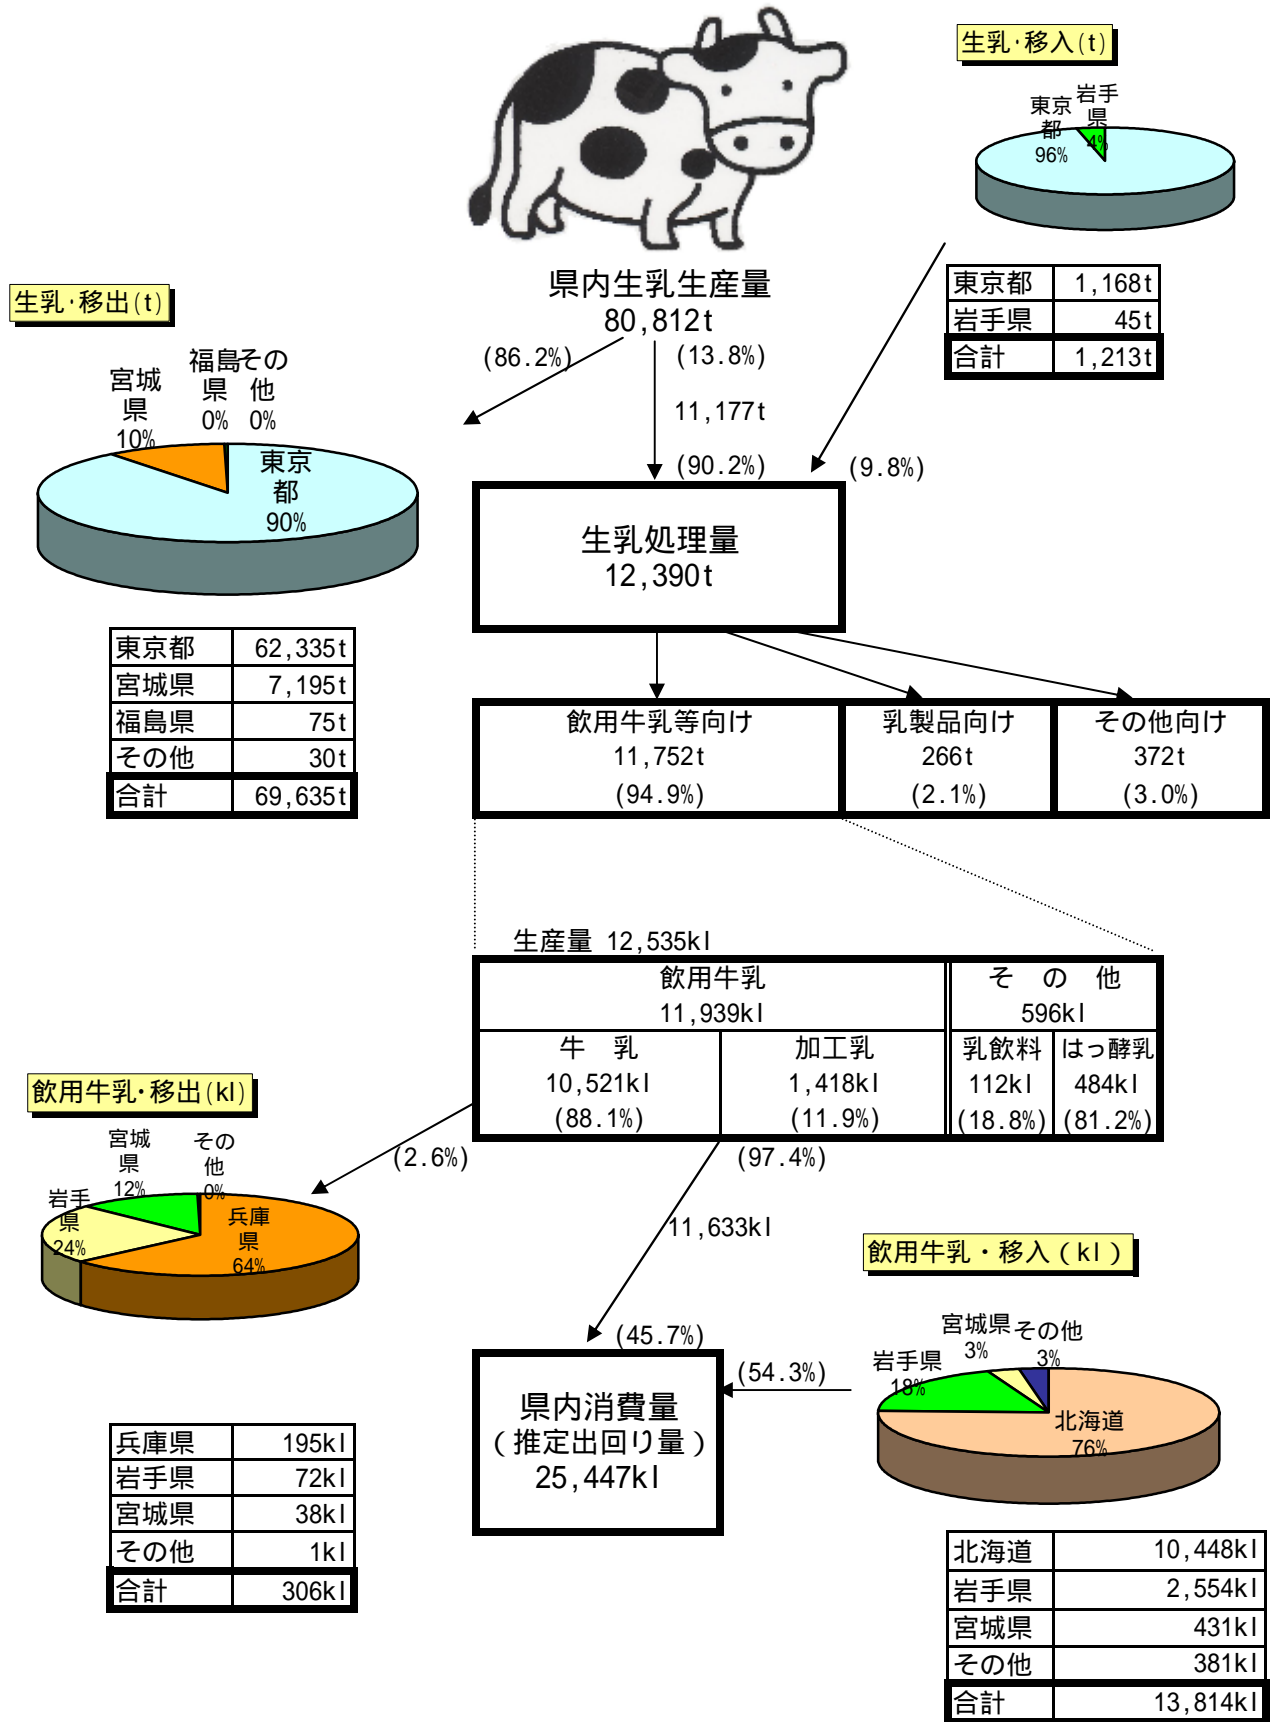 生乳・移入(t)
東京都
96%
岩手県
4%
東京都 1,168t
岩手県 45t
合計 1,213t
県内生乳生産量
80,812t
(86.2%)
(13.8%)
11,177t
(90.2%)
(9.8%)
生乳・移出(t)
宮城県
10%
福島県
0%
その他
0%
東京都
90%
東京都 62,335t
宮城県 7,195t
福島県 75t
その他 30t
合計 69,635t
生乳処理量
12,390t
飲用牛乳等向け
11,752t
(94.9%)
乳製品向け
266t
(2.1%)
その他向け
372t
(3.0%)
生産量 12,535kl
飲用牛乳
11,939kl
その他
596kl
牛 乳
10,521kl
(88.1%)
加工乳
1,418kl
(11.9%)
乳飲料
112kl
(18.8%)
はっ酵乳
484kl
(81.2%)
飲用牛乳・移出(kl)
(2.6%)
(97.4%)
宮城県
12%
その他
0%
岩手県
24%
兵庫県
64%
11,633kl
(45.7%)
(54.3%)
飲用牛乳・移入(kl)
宮城県
3%
その他
3%
岩手県
18%
北海道
76%
県内消費量
(推定出回り量)
25,447kl
兵庫県 195kl
岩手県 72kl
宮城県 38kl
その他 1kl
合計 306kl
北海道 10,448kl
岩手県 2,554kl
宮城県 431kl
その他 381kl
合計 13,814kl